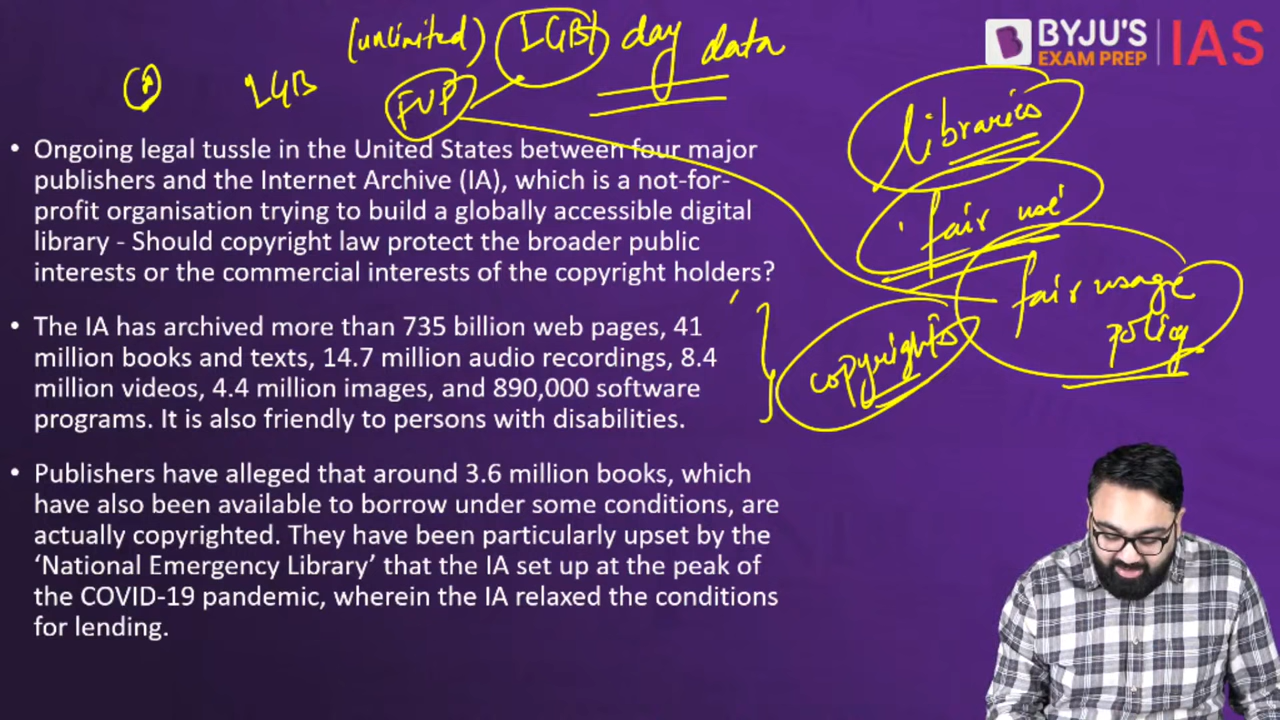 (unlimited) 1GB/ day data
BYJU'S
EXAM PREP
IAS
1GB
FUP
libraries
• Ongoing legal tussle in the United States between four major
publishers and the Internet Archive (IA), which is a not-for-
profit organisation trying to build a globally accessible digital
library - Should copyright law protect the broader public
interests or the commercial interests of the copyright holders?
'fair use'
fair usage
policy
copyrights
• The IA has archived more than 735 billion web pages, 41
million books and texts, 14.7 million audio recordings, 8.4
million videos, 4.4 million images, and 890,000 software
programs. It is also friendly to persons with disabilities.
• Publishers have alleged that around 3.6 million books, which
have also been available to borrow under some conditions, are
actually copyrighted. They have been particularly upset by the
‘National Emergency Library’ that the IA set up at the peak of
the COVID-19 pandemic, wherein the IA relaxed the conditions
for lending.